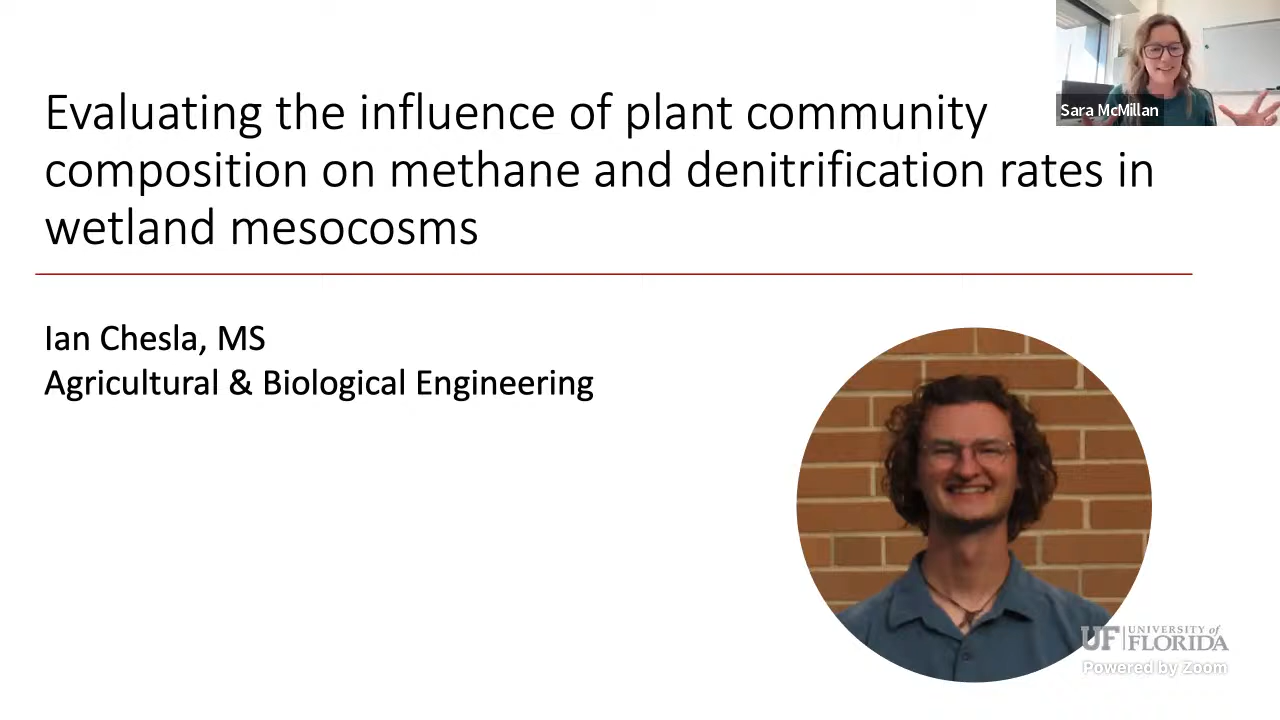 Evaluating the influence of plant community
composition on methane and denitrification rates in
wetland mesocosms
Sara McMillan
Ian Chesla, MS
Agricultural & Biological Engineering
UF UNIVERSITY of
FLORIDA
Powered by Zoom